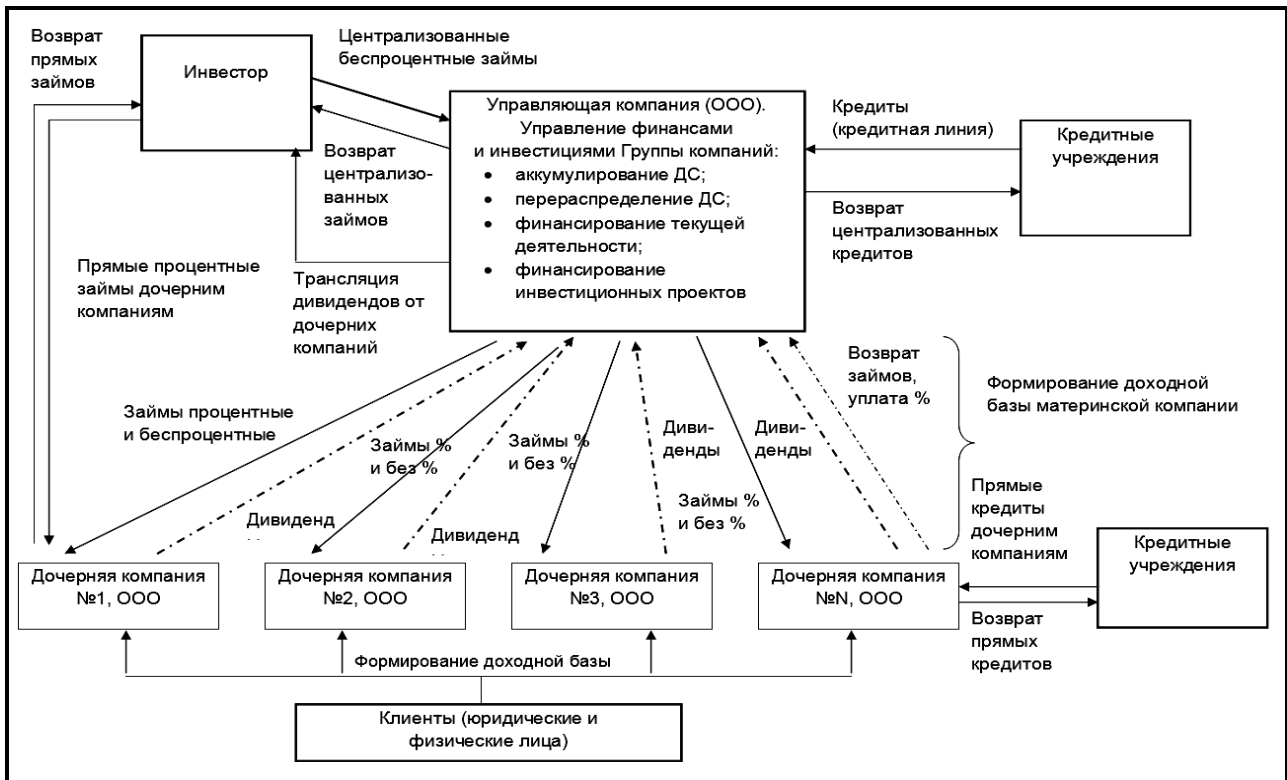 Возврат
прямых
займов
Инвестор
Централизованные
беспроцентные займы
Управляющая компания (ООО).
Управление финансами
и инвестициями Группы компаний:
• аккумулирование ДС;
• перераспределение ДС;
• финансирование текущей
деятельности;
• финансирование
инвестиционных проектов
Кредиты
(кредитная линия)
Кредитные
учреждения
Возврат
централизо-
ванных
займов
Возврат
централизованных
кредитов
Прямые процентные
займы дочерним
компаниям
Трансляция
дивидендов от
дочерних
компаний
Возврат
займов,
уплата %
Формирование доходной
базы материнской компании
Займы процентные
и беспроцентные
Займы %
и без %
Займы %
и без %
Диви-
денды
Диви-
денды
Займы %
и без %
Дивиденд
Дивиденд
Прямые
кредиты
дочерним
компаниям
Кредитные
учреждения
Дочерняя компания
№1, ООО
Дочерняя компания
№2, ООО
Дочерняя компания
№3, ООО
Дочерняя компания
№N, ООО
Возврат
прямых
кредитов
Формирование доходной базы
Клиенты (юридические и
физические лица)